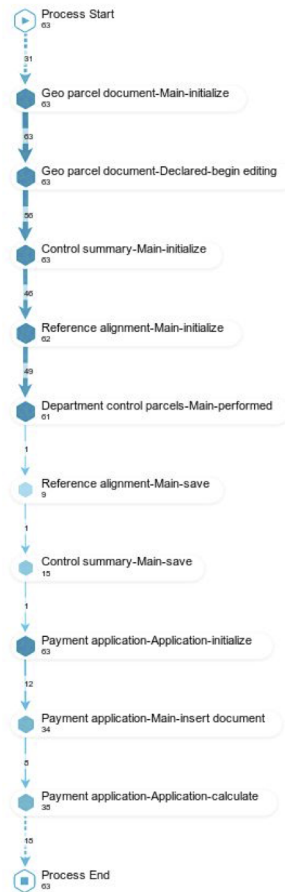 Process Start
63
31
Geo parcel document-Main-initialize
63
63
Geo parcel document-Declared-begin editing
63
56
Control summary-Main-initialize
63
46
Reference alignment-Main-initialize
62
49
Department control parcels-Main-performed
61
1
Reference alignment-Main-save
9
1
Control summary-Main-save
15
1
Payment application-Application-initialize
63
12
Payment application-Main-insert document
34
8
Payment application-Application-calculate
38
15
Process End
63